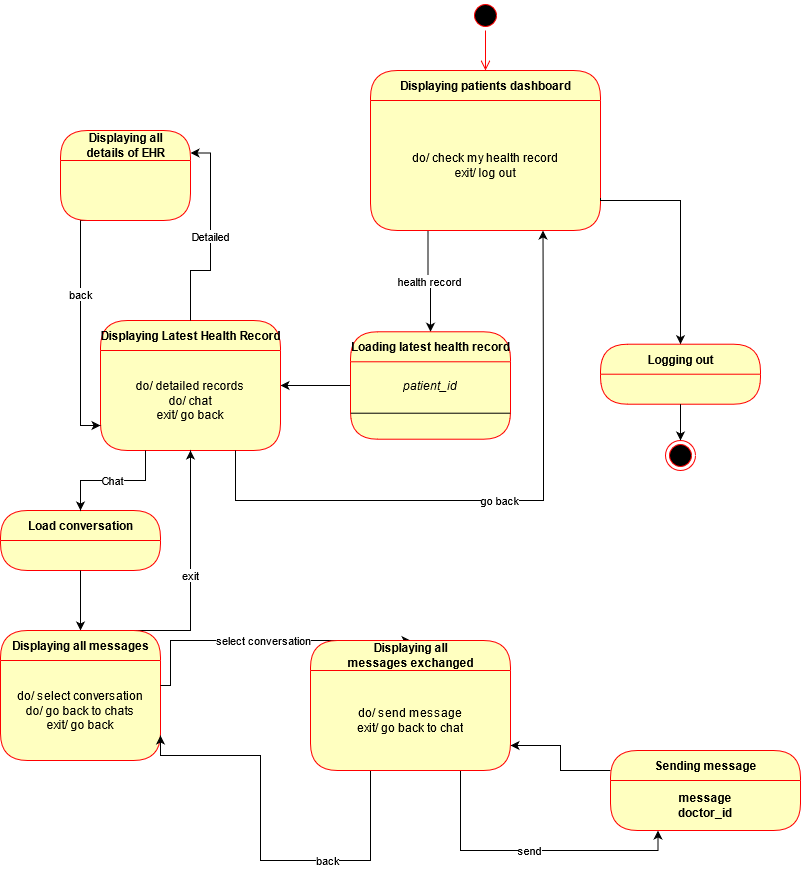 Displaying patients dashboard
do/ check my health record
exit/ log out
Displaying all
details of EHR
Detailed
back
health record
Displaying Latest Health Record
do/ detailed records
do/ chat
exit/ go back
Loading latest health record
patient_id
Logging out
Chat
go back
Load conversation
exit
Displaying all messages
do/ select conversation
do/ go back to chats
exit/ go back
select conversation
Displaying all
messages exchanged
do/ send message
exit/ go back to chat
Sending message
message
doctor_id
send
back